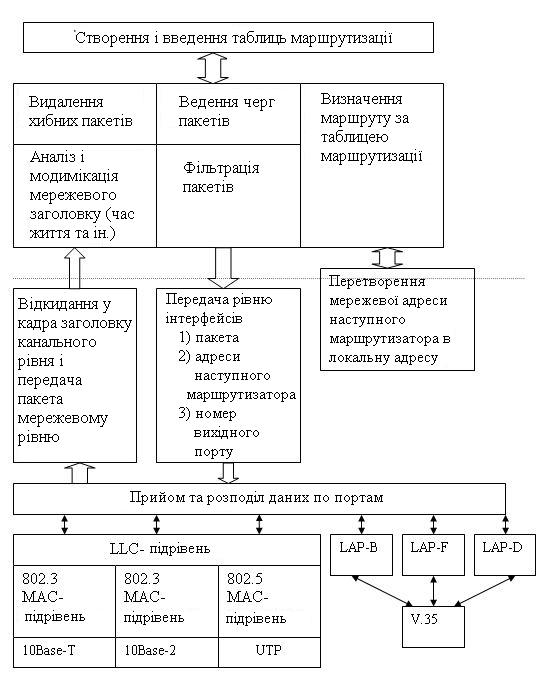 Створення і введення таблиць маршрутизації
Видалення
хибних пакетів
Ведення черг
пакетів
Визначення
маршруту за
таблицею
маршрутизації
Аналіз і
модимікація
мережевого
заголовку (час
життя та ін.)
Фільтрація
пакетів
Відкидання у
кадра заголовку
канального
рівня і
передача
пакета
мережевому
рівню
Передача рівню
інтерфейсів
1) пакета
2) адреси
наступного
маршрутизатора
3) номер
вихідного
порту
Перетворення
мережевої адреси
наступного
маршрутизатора в
локальну адресу
Прийом та розподіл даних по портам
LLC- підрівень
802.3
MAC-
підрівень
802.3
MAC-
підрівень
802.5
MAC-
підрівень
10Base-T
10Base-2
UTP
LAP-B
LAP-F
LAP-D
V.35